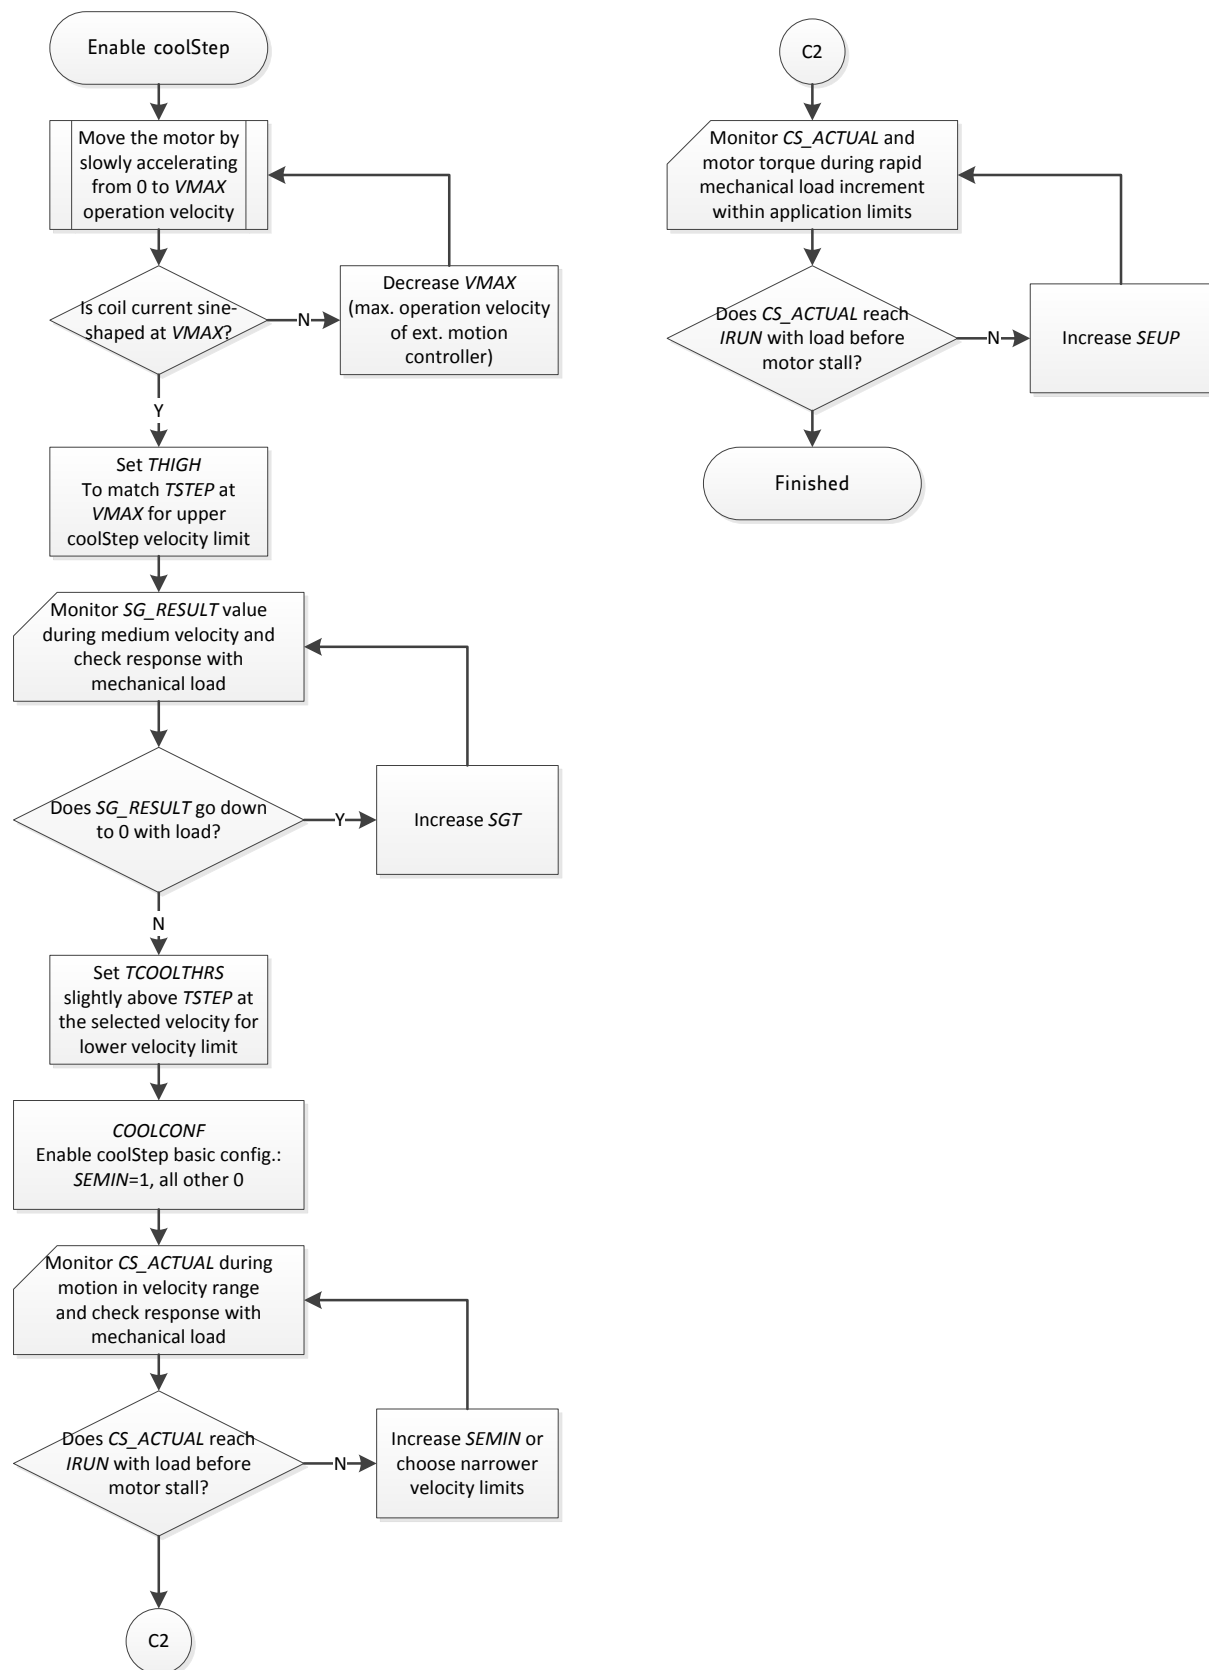 Enable coolStep
Move the motor by
slowly accelerating
from 0 to VMAX
operation velocity
Is coil current sine-
shaped at VMAX?
N
Decrease VMAX
(max. operation velocity
of ext. motion
controller)
Y
Set THIGH
To match TSTEP at
VMAX for upper
coolStep velocity limit
Monitor SG_RESULT value
during medium velocity and
check response with
mechanical load
Does SG_RESULT go down
to 0 with load?
Y
Increase SGT
N
Set TCOOLTHRS
slightly above TSTEP at
the selected velocity for
lower velocity limit
COOLCONF
Enable coolStep basic config.:
SEMIN=1, all other 0
Monitor CS_ACTUAL during
motion in velocity range
and check response with
mechanical load
Does CS_ACTUAL reach
IRUN with load before
motor stall?
N
Increase SEMIN or
choose narrower
velocity limits
C2
C2
Monitor CS_ACTUAL and
motor torque during rapid
mechanical load increment
within application limits
Does CS_ACTUAL reach
IRUN with load before
motor stall?
N
Increase SEUP
Finished